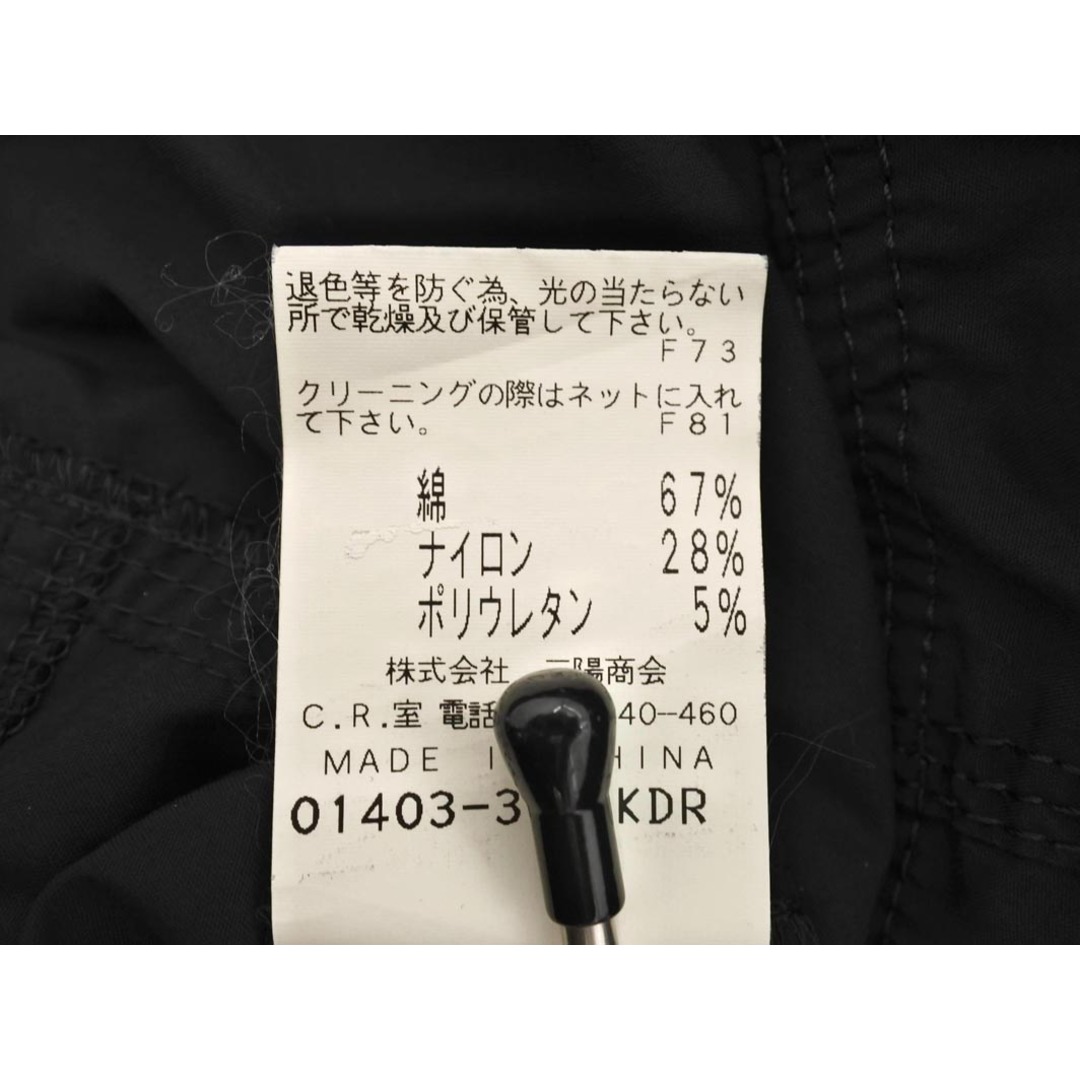 退色等を防ぐ為、光の当たらない
所で乾燥及び保管して下さい。
F73
クリーニングの際はネットに入れ
て下さい。 F81
綿 67%
ナイロン 28%
ポリウレタン 5%
株式会社 陽商会
C.R.室 電話 40-460
MADE
01403-3 KDR